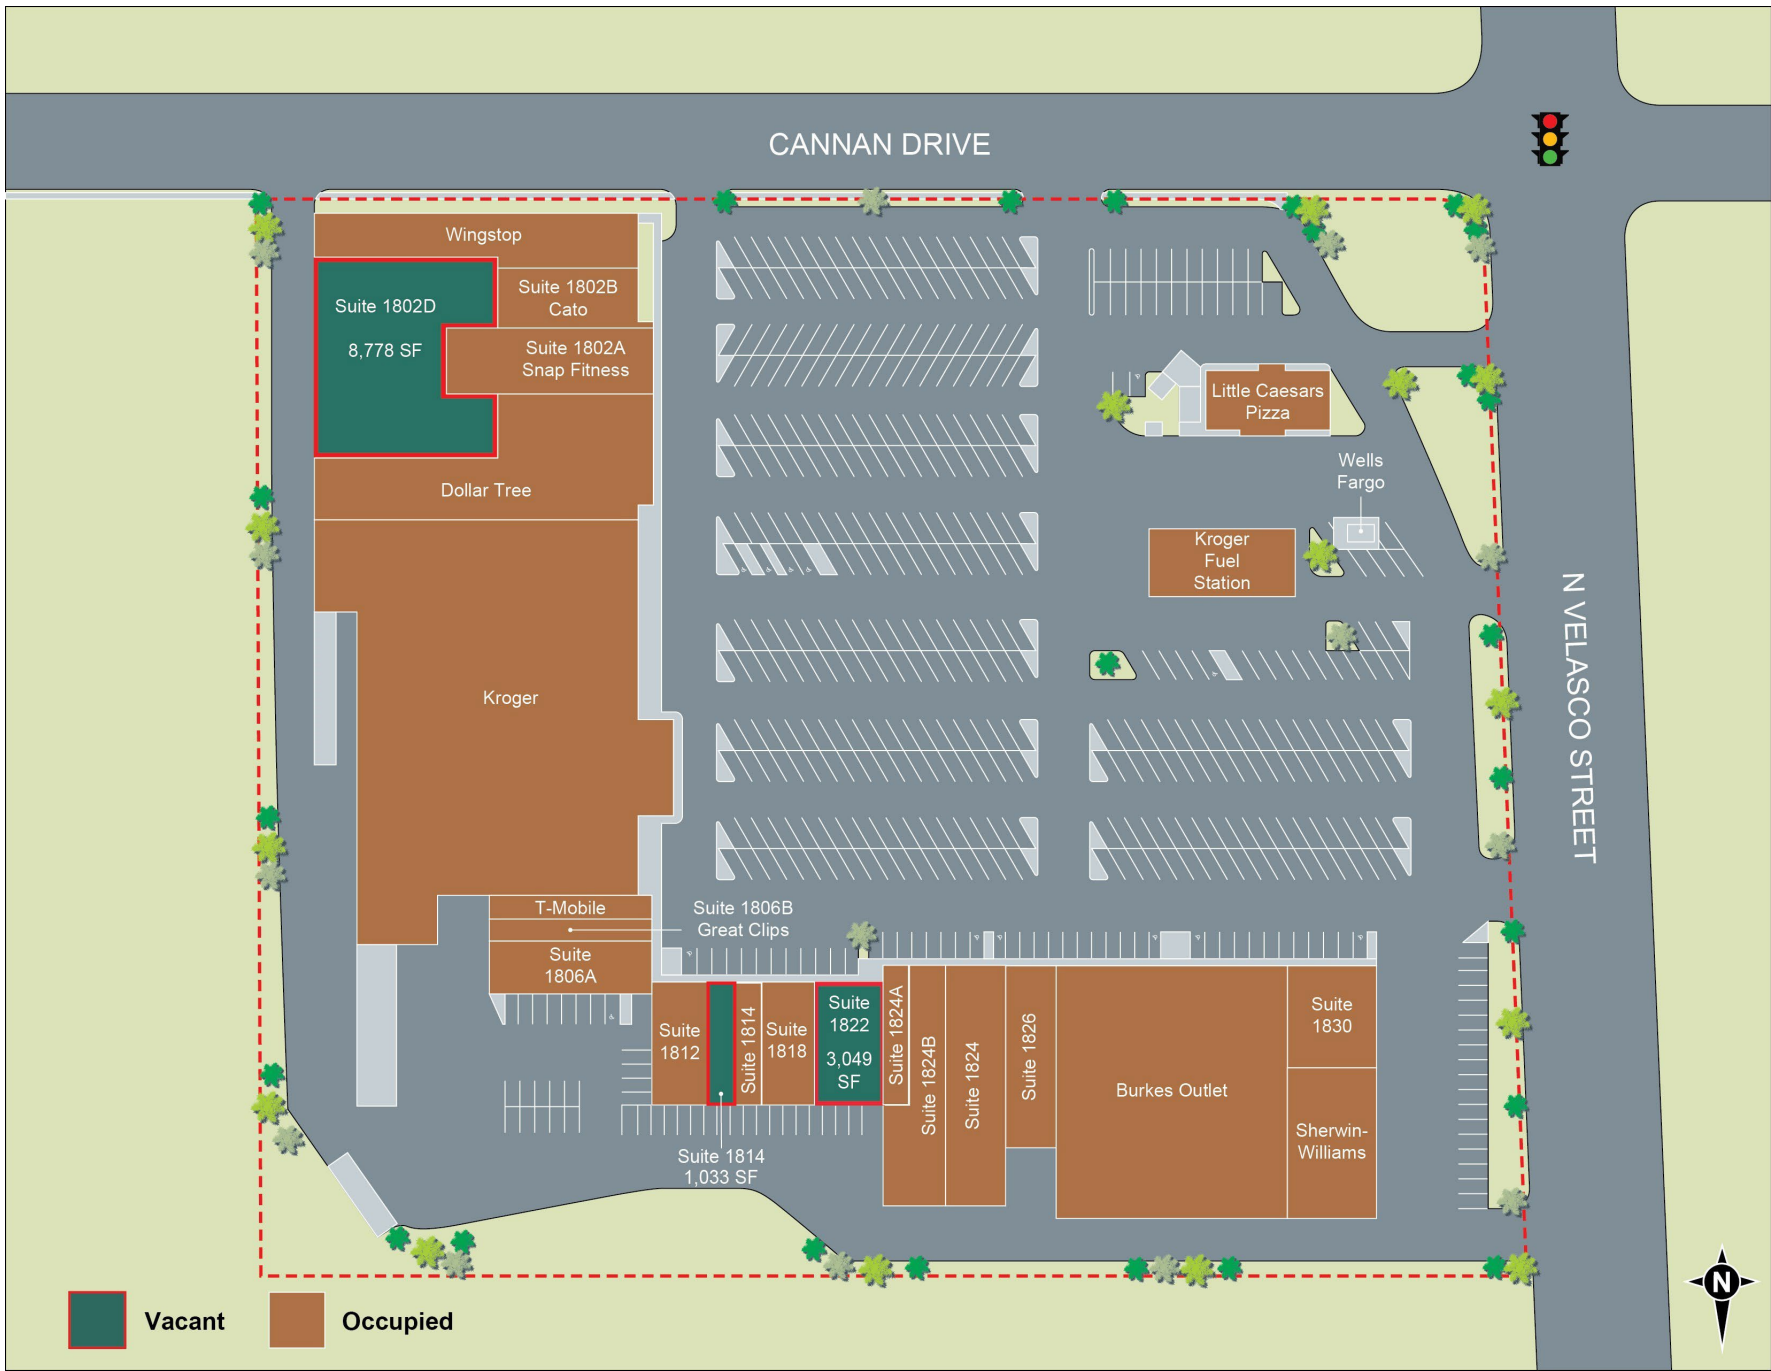 CANNAN DRIVE
Wingstop
Suite 1802D
8,778 SF
Suite 1802B
Cato
Suite 1802A
Snap Fitness
Dollar Tree
Little Caesars
Pizza
Wells
Fargo
Kroger
Fuel
Station
N VELASCO STREET
Kroger
T-Mobile
Suite 1806B
Great Clips
Suite
1806A
Suite
1812
Suite 1814
Suite
1818
Suite
1822
3,049
SF
Suite 1824A
Suite 1824B
Suite 1824
Suite 1826
Burkes Outlet
Suite
1830
Sherwin-
Williams
Suite 1814
1,033 SF
Vacant
Occupied
N